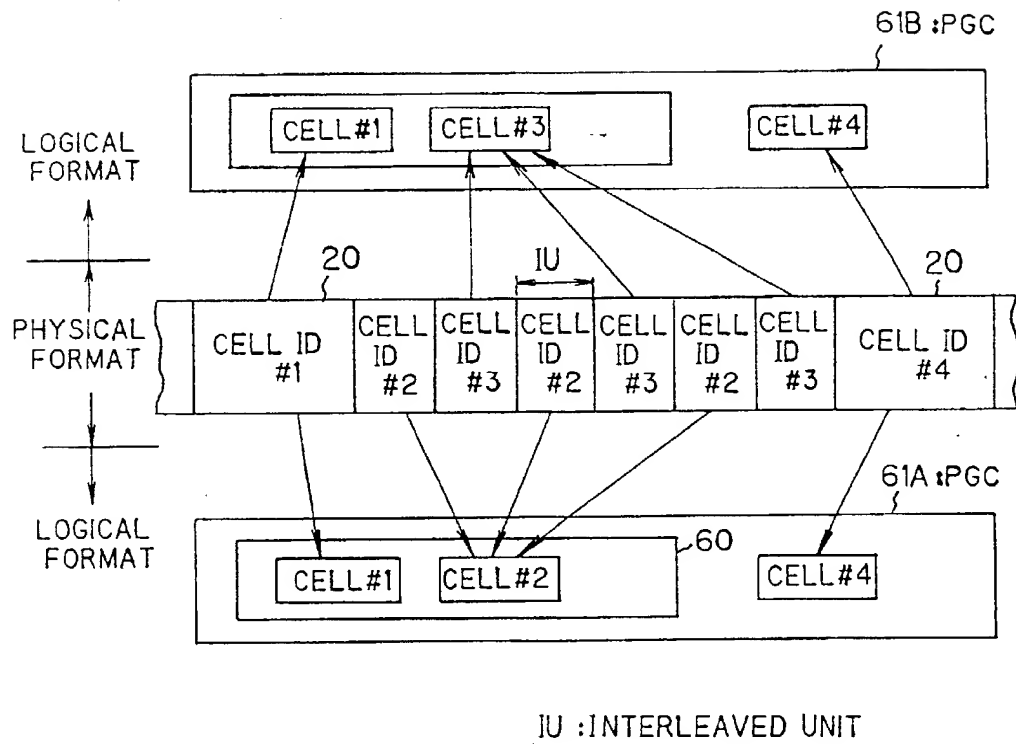 61B :PGC
CELL#1
CELL#3
CELL#4
LOGICAL
FORMAT
20
IU
20
PHYSICAL
FORMAT
CELL ID
#1
CELL
ID
#2
CELL
ID
#3
CELL
ID
#2
CELL
ID
#3
CELL
ID
#2
CELL
ID
#3
CELL ID
#4
61A :PGC
LOGICAL
FORMAT
60
CELL#1
CELL#2
CELL#4
IU :INTERLEAVED UNIT